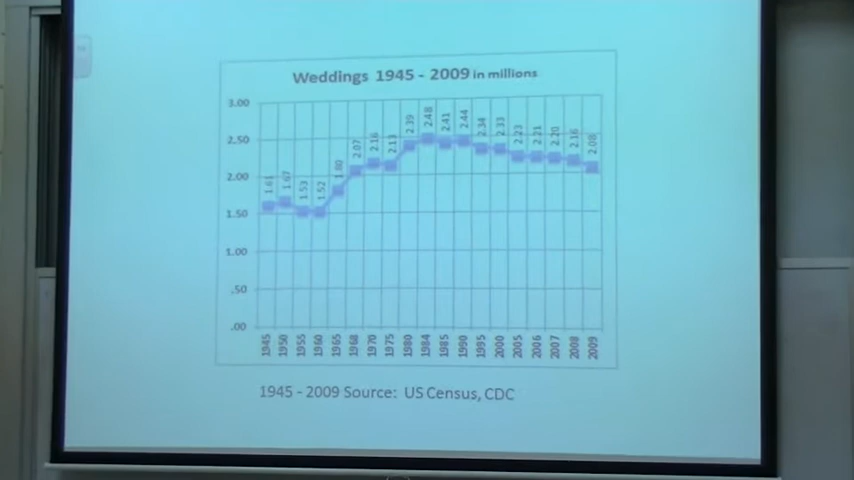 Weddings 1945 - 2009 in millions
3.00
2.50
2.00
1.50
1.00
.50
.00
1.61 1.67 1.53 1.52 1.80 2.07 2.16 2.13 2.39 2.48 2.41 2.44 2.34 2.33 2.23 2.21 2.20 2.16 2.08
1945 1950 1955 1960 1965 1968 1970 1975 1980 1984 1985 1990 1995 2000 2005 2006 2007 2008 2009
1945 - 2009 Source: US Census, CDC